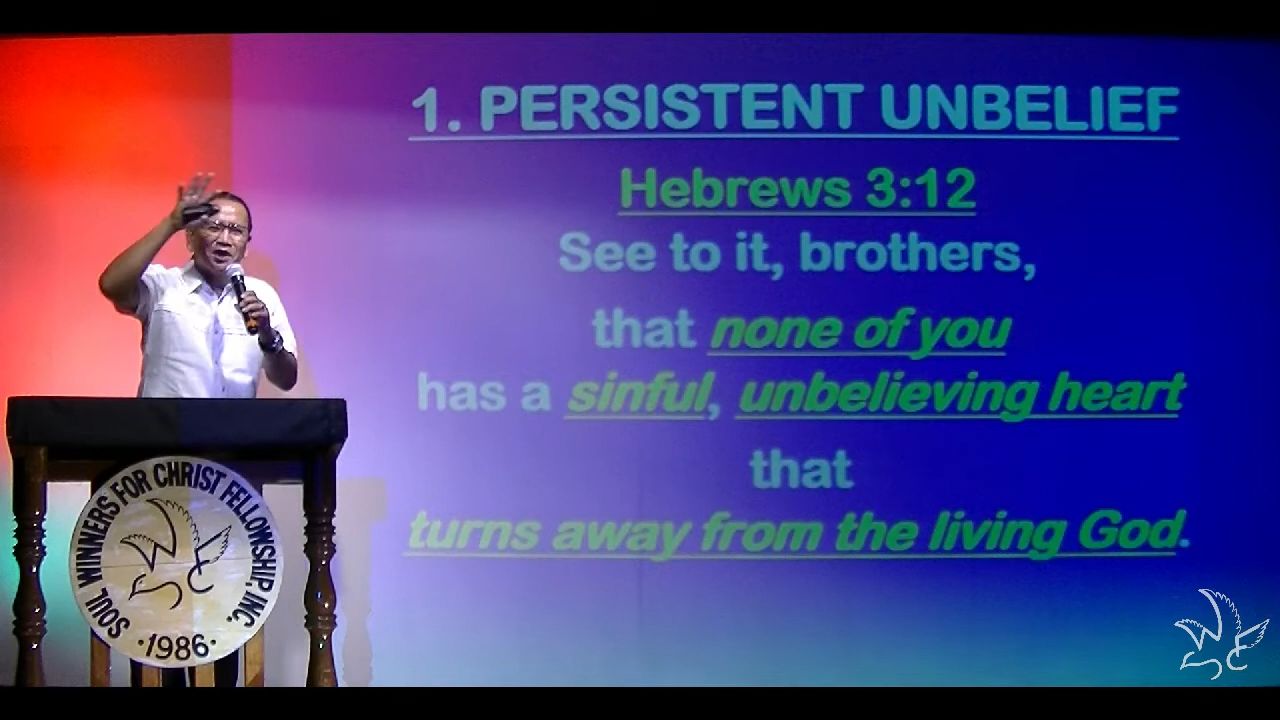 1. PERSISTENT UNBELIEF
Hebrews 3:12
See to it, brothers,
that none of you
has a sinful, unbelieving heart
that
turns away from the living God.
SOUL WINNERS FOR CHRIST FELLOWSHIP, INC.
·1986·